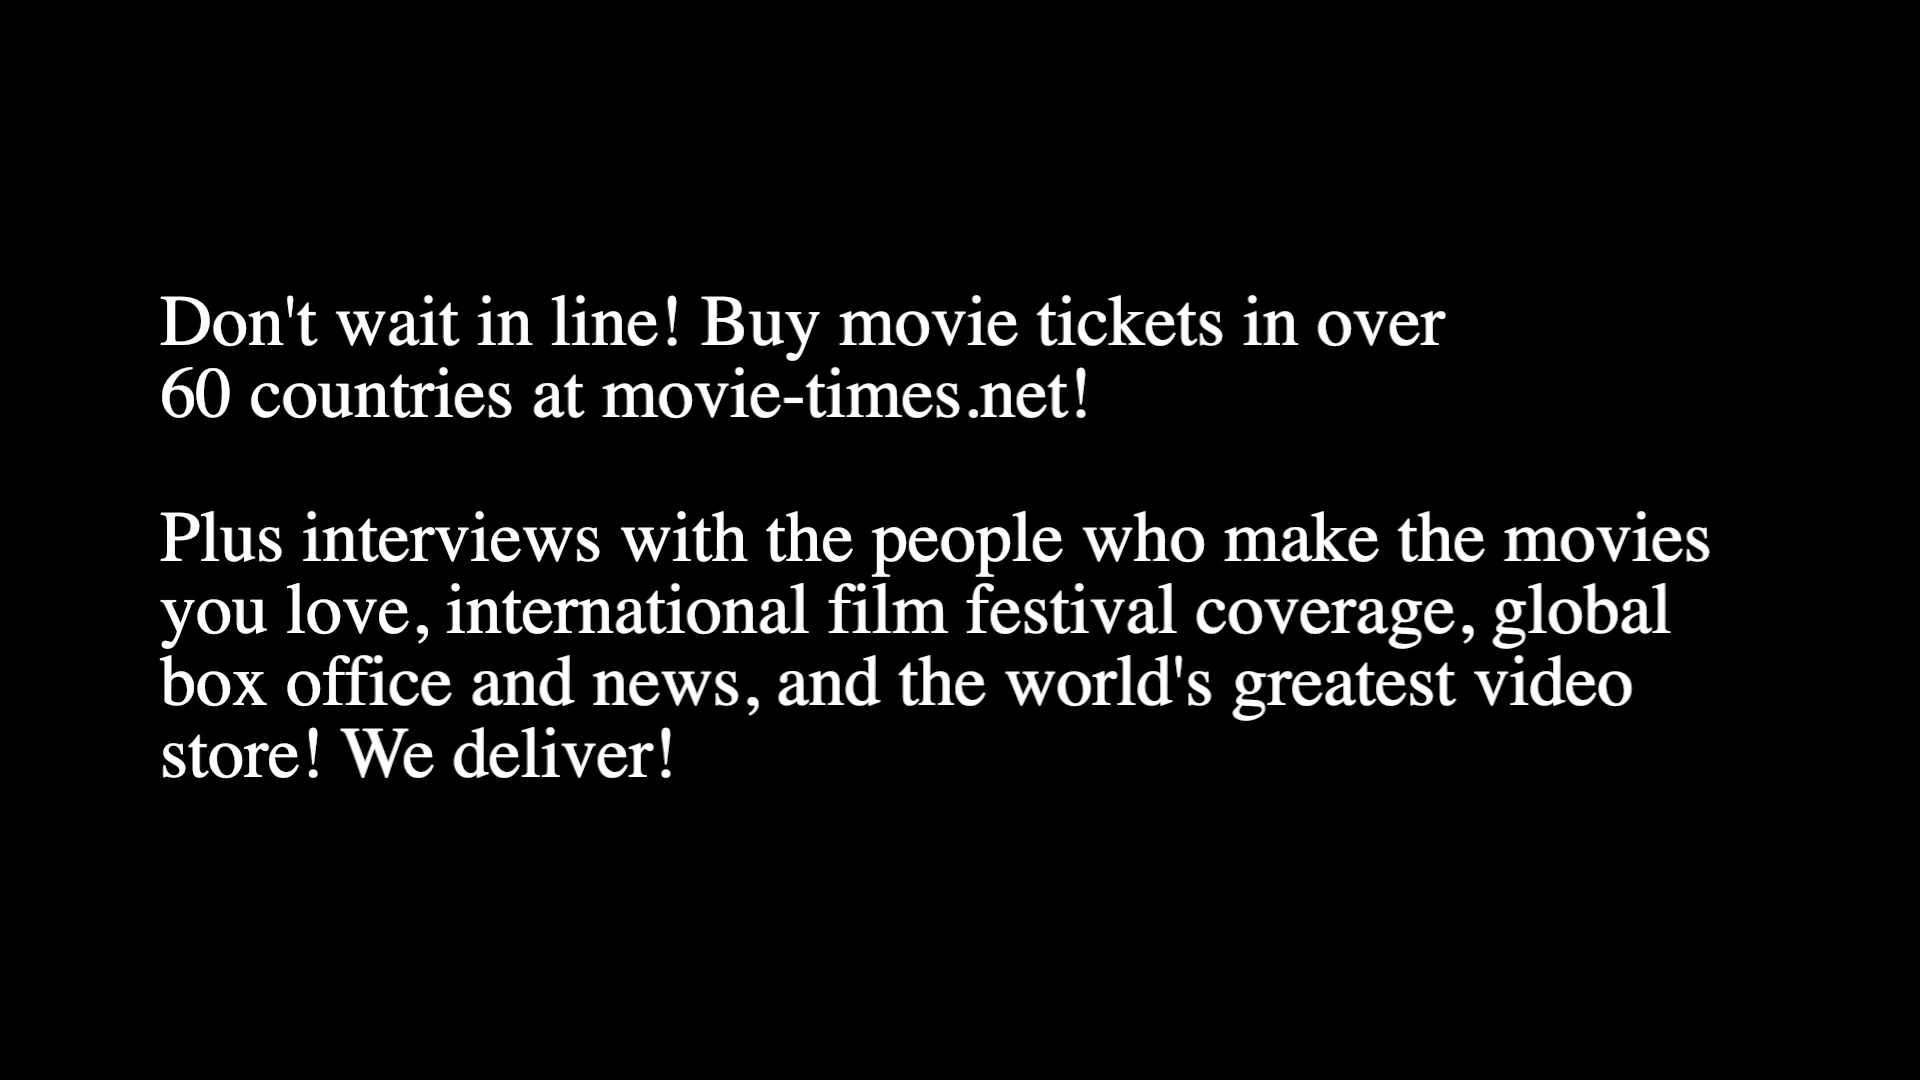 Don't wait in line! Buy movie tickets in over
60 countries at movie-times.net!
Plus interviews with the people who make the movies
you love, international film festival coverage, global
box office and news, and the world's greatest video
store! We deliver!